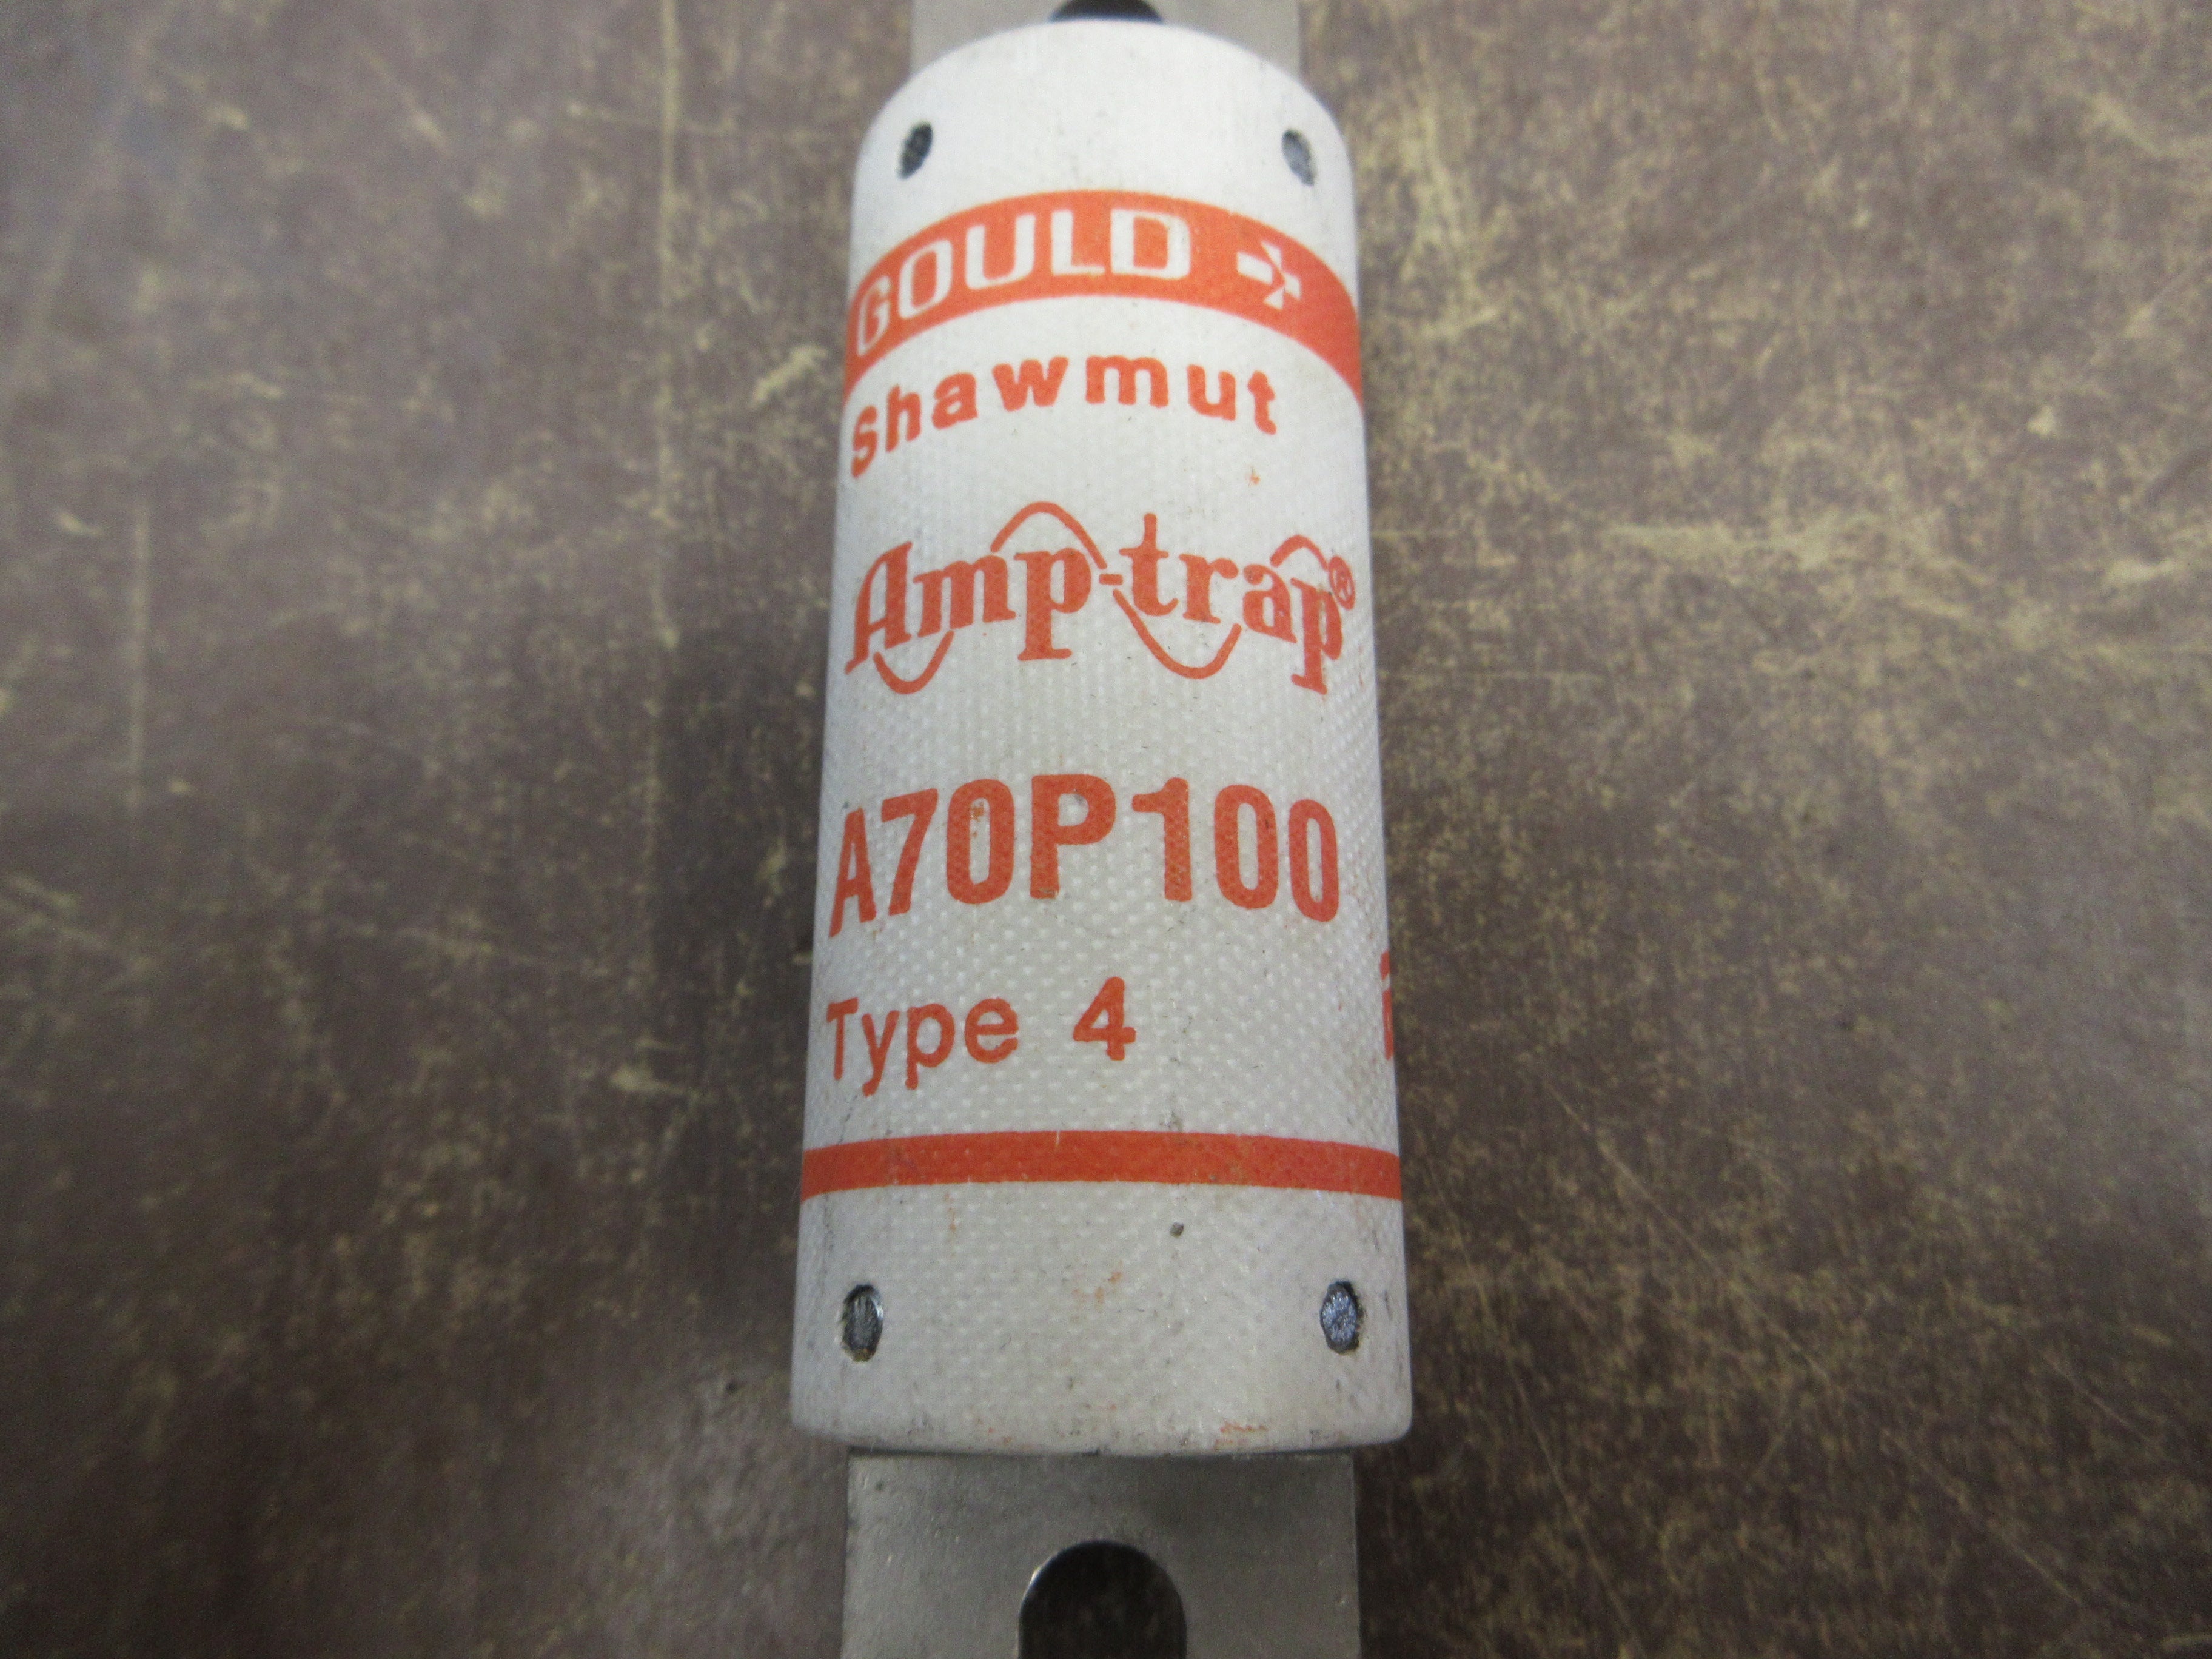 GOULD
Shawmut
Amp-trap®
A70P100
Type 4